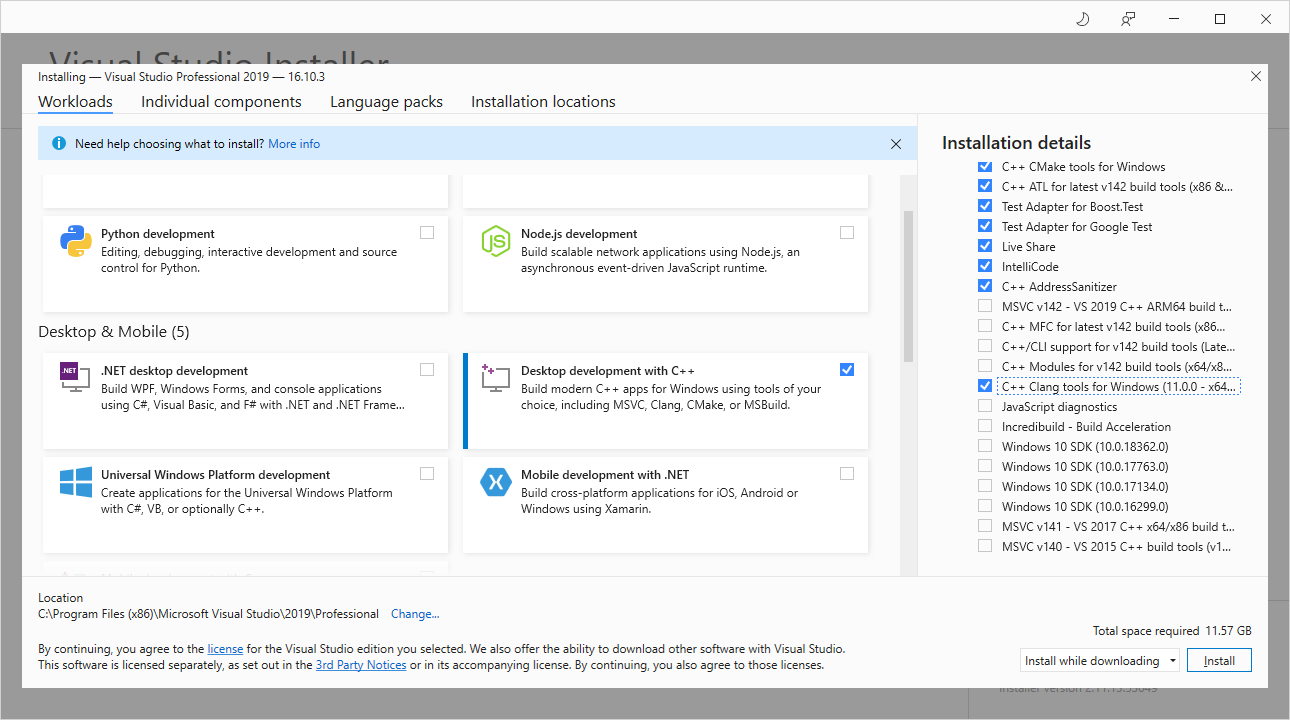 Visual Studio Installer
Installing — Visual Studio Professional 2019 — 16.10.3
Workloads
Individual components
Language packs
Installation locations
Need help choosing what to install? More info
Python development
Editing, debugging, interactive development and source
control for Python.
Node.js development
Build scalable network applications using Node.js, an
asynchronous event-driven JavaScript runtime.
Desktop & Mobile (5)
.NET
.NET desktop development
Build WPF, Windows Forms, and console applications
using C#, Visual Basic, and F# with .NET and .NET Frame...
Desktop development with C++
Build modern C++ apps for Windows using tools of your
choice, including MSVC, Clang, CMake, or MSBuild.
Universal Windows Platform development
Create applications for the Universal Windows Platform
with C#, VB, or optionally C++.
Mobile development with .NET
Build cross-platform applications for iOS, Android or
Windows using Xamarin.
Installation details
C++ CMake tools for Windows
C++ ATL for latest v142 build tools (x86 &...
Test Adapter for Boost.Test
Test Adapter for Google Test
Live Share
IntelliCode
C++ AddressSanitizer
MSVC v142 - VS 2019 C++ ARM64 build t...
C++ MFC for latest v142 build tools (x86...
C++/CLI support for v142 build tools (Late...
C++ Modules for v142 build tools (x64/x8...
C++ Clang tools for Windows (11.0.0 - x64...
JavaScript diagnostics
Incredibuild - Build Acceleration
Windows 10 SDK (10.0.18362.0)
Windows 10 SDK (10.0.17763.0)
Windows 10 SDK (10.0.17134.0)
Windows 10 SDK (10.0.16299.0)
MSVC v141 - VS 2017 C++ x64/x86 build t...
MSVC v140 - VS 2015 C++ build tools (v1...
Location
C:\Program Files (x86)\Microsoft Visual Studio\2019\Professional Change...
By continuing, you agree to the license for the Visual Studio edition you selected. We also offer the ability to download other software with Visual Studio.
This software is licensed separately, as set out in the 3rd Party Notices or in its accompanying license. By continuing, you also agree to those licenses.
Total space required 11.57 GB
Install while downloading
Install